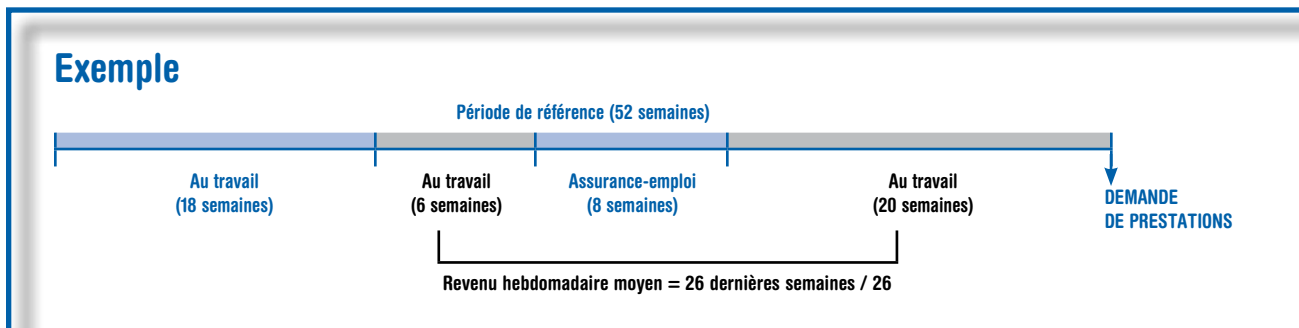 Exemple
Période de référence (52 semaines)
Au travail
(18 semaines)
Au travail
(6 semaines)
Assurance-emploi
(8 semaines)
Au travail
(20 semaines)
DEMANDE
DE PRESTATIONS
Revenu hebdomadaire moyen = 26 dernières semaines / 26